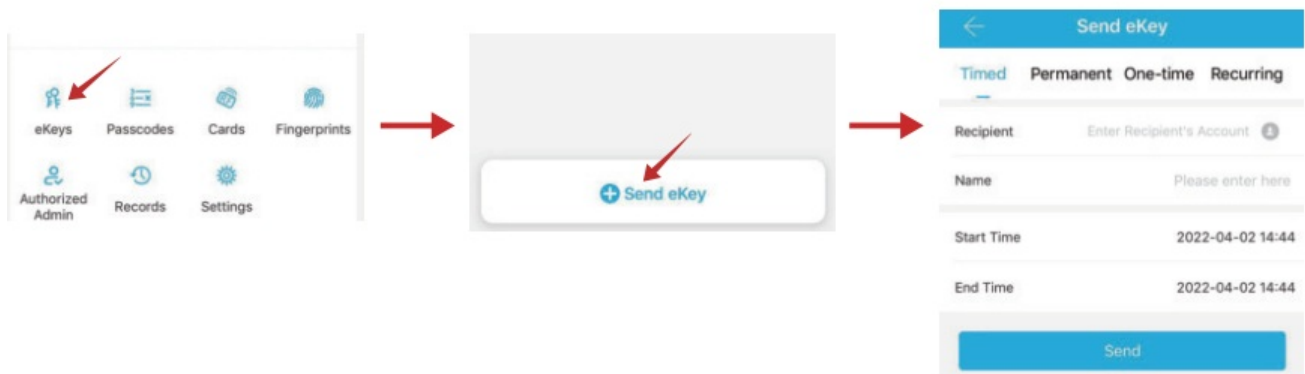 eKeys Passcodes Cards Fingerprints
Authorized Admin Records Settings
Send eKey
Send eKey
Timed Permanent One-time Recurring
Recipient Enter Recipient's Account
Name Please enter here
Start Time 2022-04-02 14:44
End Time 2022-04-02 14:44
Send